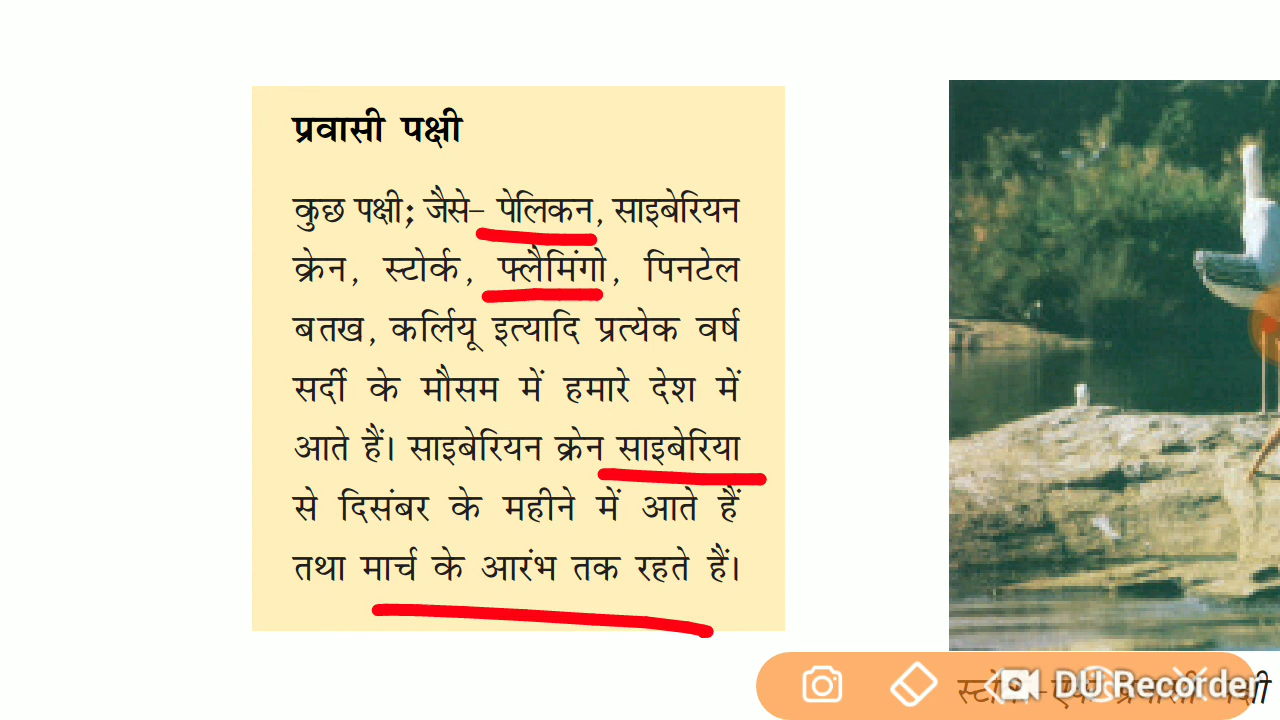 प्रवासी पक्षी
कुछ पक्षी; जैसे– पेलिकन, साइबेरियन
क्रेन, स्टोर्क, फ्लैमिंगो, पिनटेल
बतख, कर्लियू इत्यादि प्रत्येक वर्ष
सर्दी के मौसम में हमारे देश में
आते हैं। साइबेरियन क्रेन साइबेरिया
से दिसंबर के महीने में आते हैं
तथा मार्च के आरंभ तक रहते हैं।
DU Recorder